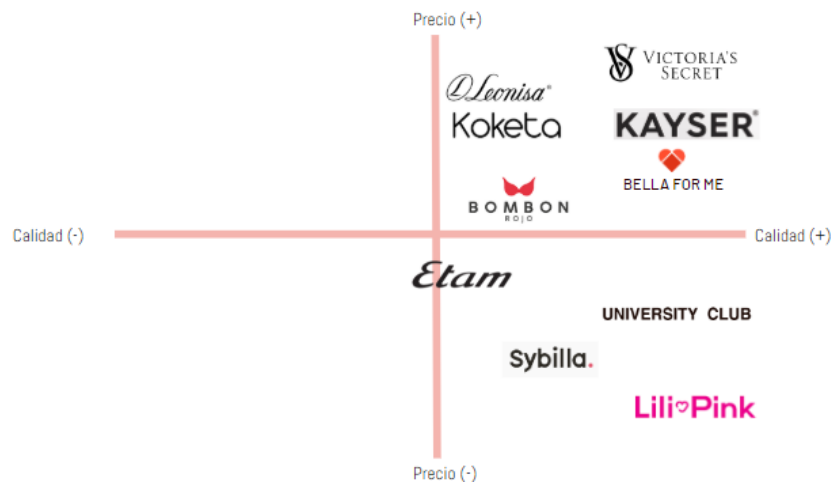 Precio (+)
VICTORIA'S
SECRET
Leonisa®
Koketa
KAYSER®
BELLA FOR ME
BOMBON
ROJO
Calidad (-)
Calidad (+)
Etam
UNIVERSITY CLUB
Sybilla.
Lili Pink
Precio (-)